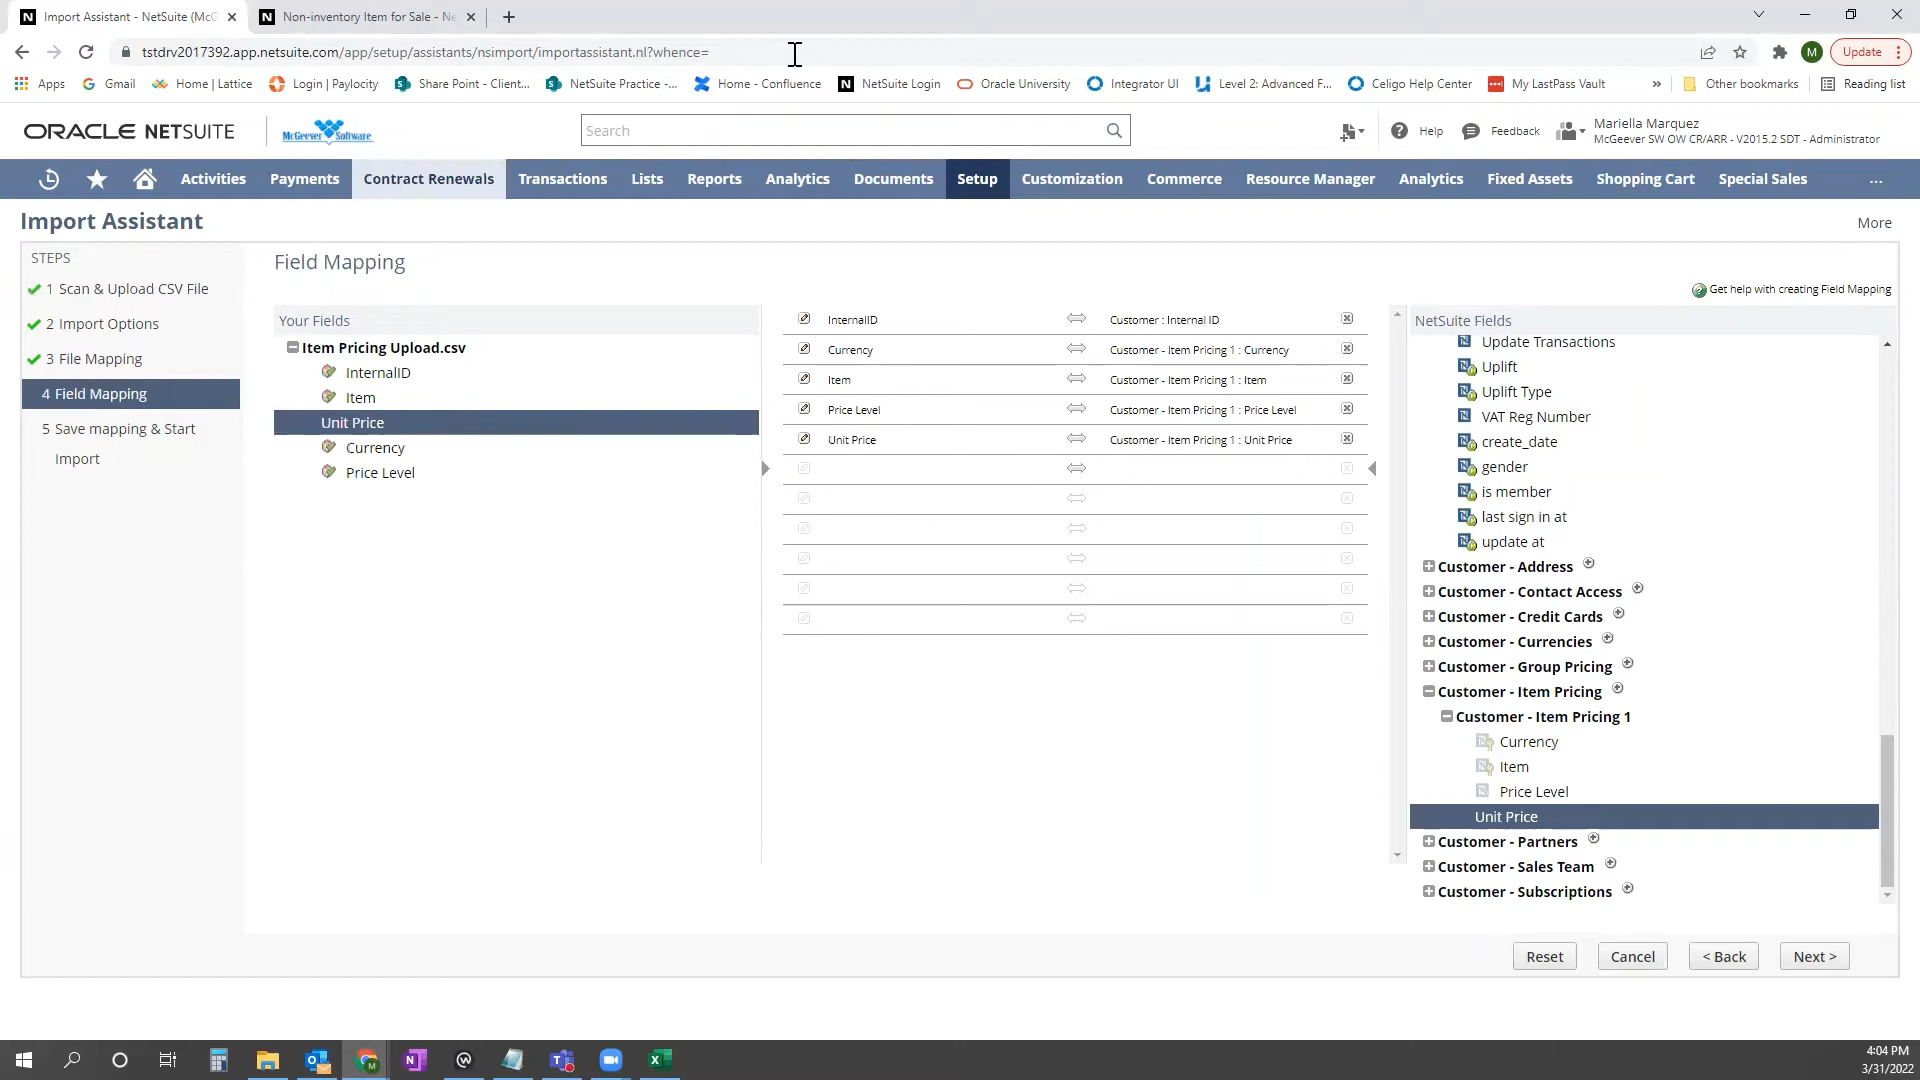 Import Assistant - NetSuite (McG
Non-inventory Item for Sale - Ne
tstdrv2017392.app.netsuite.com/app/setup/assistants/nsimport/importassistant.nl?whence=
M
Update
Apps
Gmail
Home | Lattice
Login | Paylocity
Share Point - Client...
NetSuite Practice -...
Home - Confluence
NetSuite Login
Oracle University
Integrator UI
Level 2: Advanced F...
Celigo Help Center
My LastPass Vault
»
Other bookmarks
Reading list
ORACLE NETSUITE
McGeever Software
Search
Help
Feedback
Mariella Marquez
McGeever SW OW CR/ARR - V2015.2 SDT - Administrator
Activities
Payments
Contract Renewals
Transactions
Lists
Reports
Analytics
Documents
Setup
Customization
Commerce
Resource Manager
Analytics
Fixed Assets
Shopping Cart
Special Sales
...
Import Assistant
More
STEPS
1 Scan & Upload CSV File
2 Import Options
3 File Mapping
4 Field Mapping
5 Save mapping & Start
Import
Field Mapping
Get help with creating Field Mapping
Your Fields
Item Pricing Upload.csv
InternalID
Item
Unit Price
Currency
Price Level
InternalID Customer : Internal ID
Currency Customer - Item Pricing 1 : Currency
Item Customer - Item Pricing 1 : Item
Price Level Customer - Item Pricing 1 : Price Level
Unit Price Customer - Item Pricing 1 : Unit Price
NetSuite Fields
Update Transactions
Uplift
Uplift Type
VAT Reg Number
create_date
gender
is member
last sign in at
update at
Customer - Address
Customer - Contact Access
Customer - Credit Cards
Customer - Currencies
Customer - Group Pricing
Customer - Item Pricing
Customer - Item Pricing 1
Currency
Item
Price Level
Unit Price
Customer - Partners
Customer - Sales Team
Customer - Subscriptions
Reset
Cancel
< Back
Next >
4:04 PM
3/31/2022